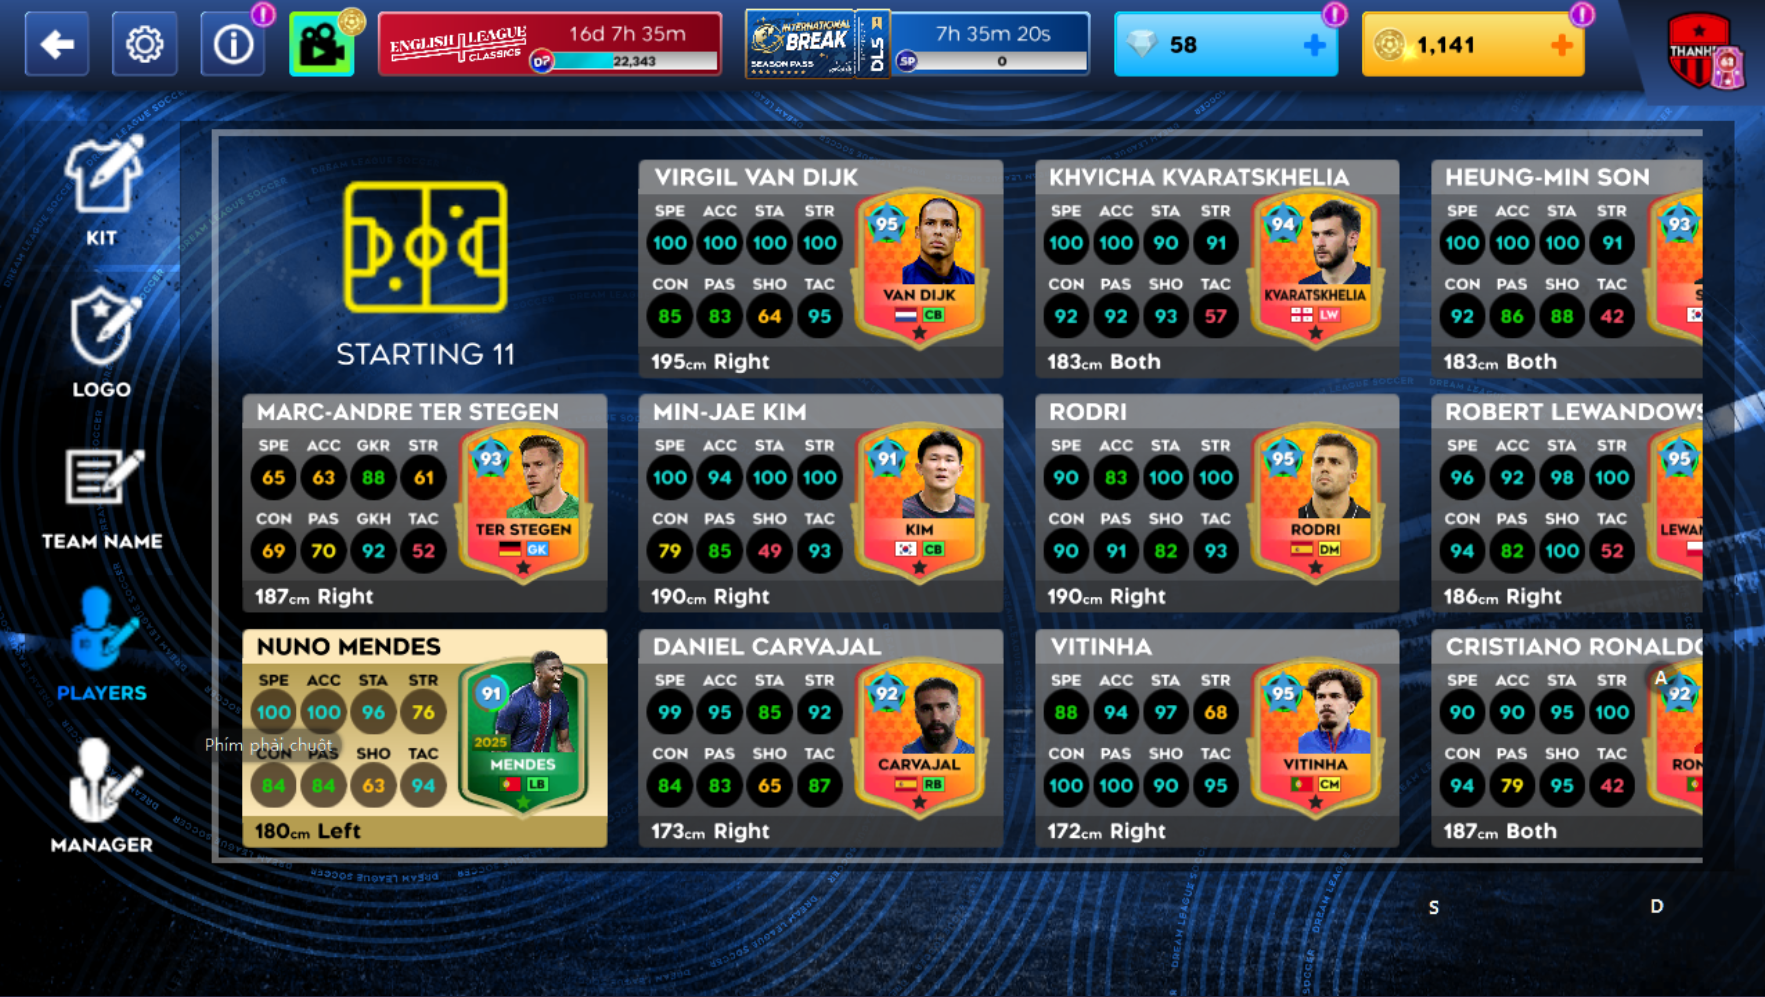 ENGLISH LEAGUE
CLASSICS
16d 7h 35m
DP
22,343
INTERNATIONAL
BREAK
SEASON PASS
DLS
7h 35m 20s
SP
0
58
1,141
THANH
KIT
LOGO
TEAM NAME
PLAYERS
MANAGER
STARTING 11
VIRGIL VAN DIJK
SPE ACC STA STR
100 100 100 100
CON PAS SHO TAC
85 83 64 95
95
VAN DIJK
CB
195cm Right
KHVICHA KVARATSKHELIA
SPE ACC STA STR
100 100 90 91
CON PAS SHO TAC
92 92 93 57
94
KVARATSKHELIA
LW
183cm Both
HEUNG-MIN SON
SPE ACC STA STR
100 100 100 91
CON PAS SHO TAC
92 86 88 42
93
S
183cm Both
MARC-ANDRE TER STEGEN
SPE ACC GKR STR
65 63 88 61
CON PAS GKH TAC
69 70 92 52
93
TER STEGEN
GK
187cm Right
MIN-JAE KIM
SPE ACC STA STR
100 94 100 100
CON PAS SHO TAC
79 85 49 93
91
KIM
CB
190cm Right
RODRI
SPE ACC STA STR
90 83 100 100
CON PAS SHO TAC
90 91 82 93
95
RODRI
DM
190cm Right
ROBERT LEWANDOWS
SPE ACC STA STR
96 92 98 100
CON PAS SHO TAC
94 82 100 52
95
LEWAN
186cm Right
NUNO MENDES
SPE ACC STA STR
100 100 96 76
Phím phải chuột
CON PAS SHO TAC
84 84 63 94
91
2025
MENDES
LB
180cm Left
DANIEL CARVAJAL
SPE ACC STA STR
99 95 85 92
CON PAS SHO TAC
84 83 65 87
92
CARVAJAL
RB
173cm Right
VITINHA
SPE ACC STA STR
88 94 97 68
CON PAS SHO TAC
100 100 90 95
95
VITINHA
CM
172cm Right
CRISTIANO RONALDO
SPE ACC STA STR
90 90 95 100
CON PAS SHO TAC
94 79 95 42
A
92
RON
187cm Both
S
D